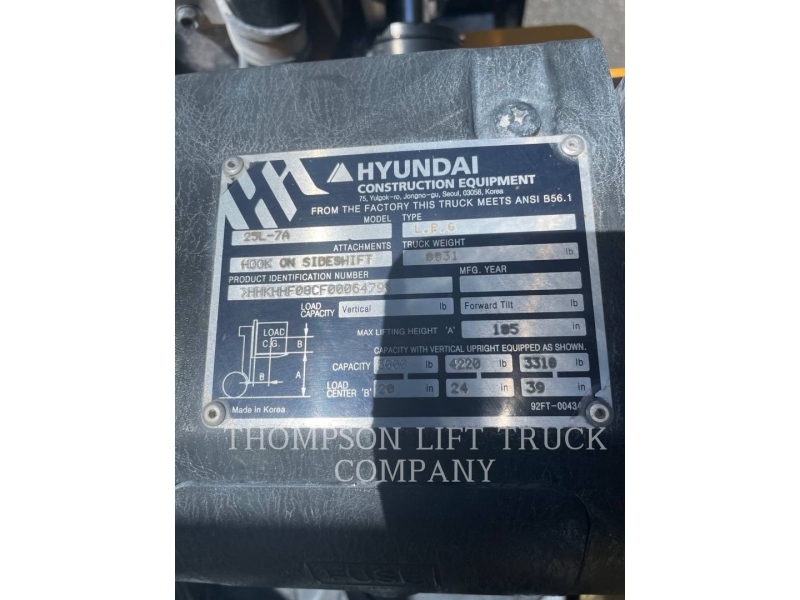 HYUNDAI
CONSTRUCTION EQUIPMENT
75, Yulgok-ro, Jongno-gu, Seoul, 03058, Korea
FROM THE FACTORY THIS TRUCK MEETS ANSI B56.1
MODEL TYPE
25L-7A
ATTACHMENTS TRUCK WEIGHT
HOOK ON SIDESHIFT lb
PRODUCT IDENTIFICATION NUMBER MFG. YEAR
LOAD CAPACITY Vertical lb Forward Tilt lb
MAX LIFTING HEIGHT 'A' 185 in
CAPACITY WITH VERTICAL UPRIGHT EQUIPPED AS SHOWN.
LOAD
C.G. B
B A
CAPACITY lb 4220 lb 3310 lb
LOAD CENTER 'B' 20 in 24 in 39 in
Made in Korea
THOMPSON LIFT TRUCK
COMPANY
FUSE